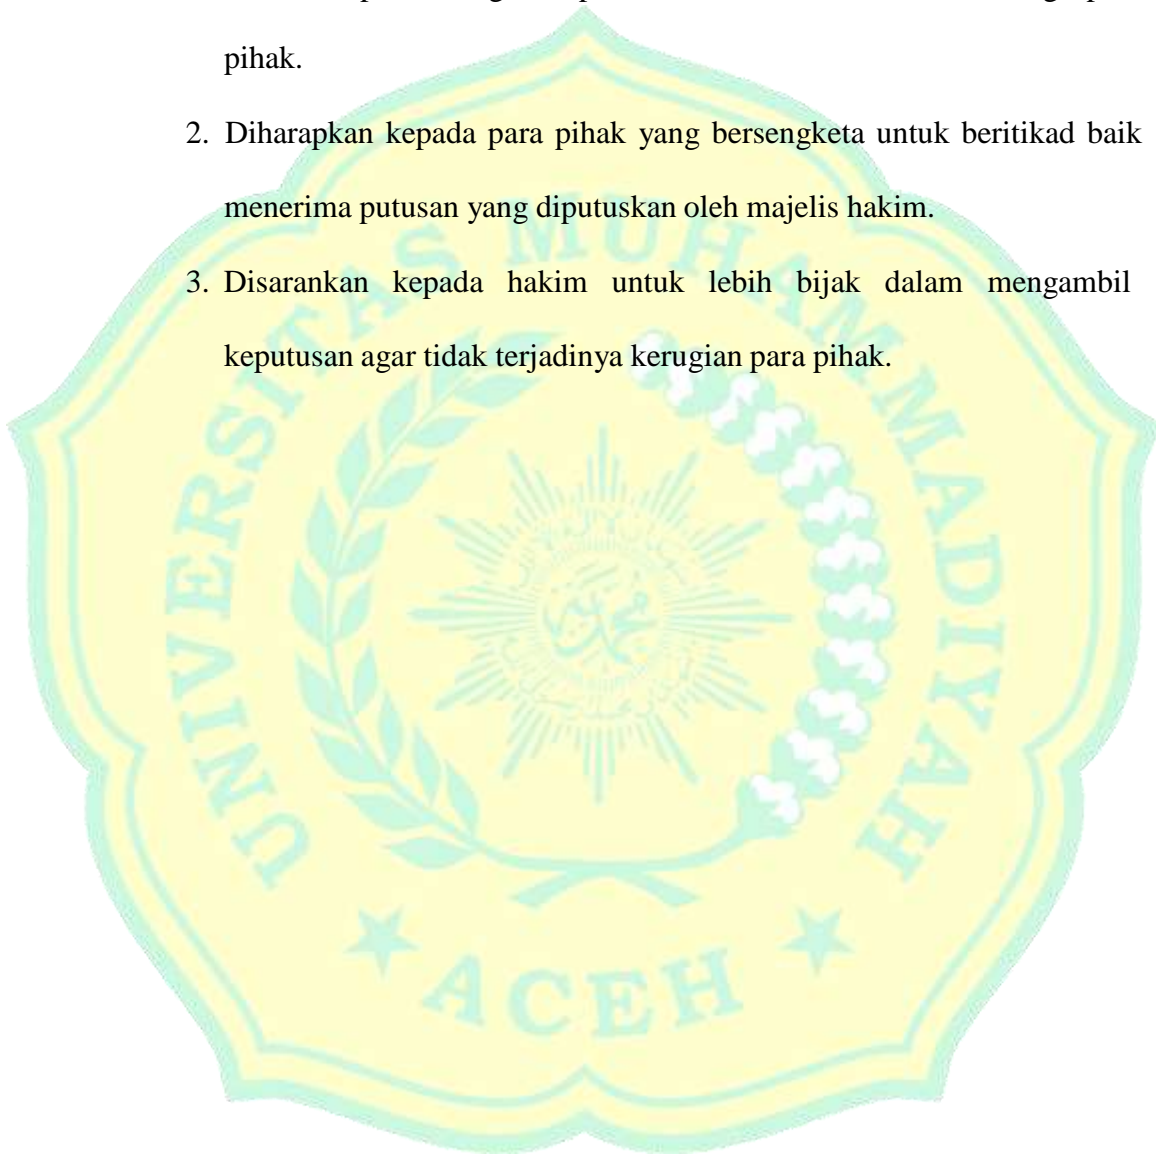 pihak.
2. Diharapkan kepada para pihak yang bersengketa untuk beritikad baik
menerima putusan yang diputuskan oleh majelis hakim.
3. Disarankan kepada hakim untuk lebih bijak dalam mengambil
keputusan agar tidak terjadinya kerugian para pihak.
UNIVERSITAS MUHAMMADIYAH
محمد
ACEH